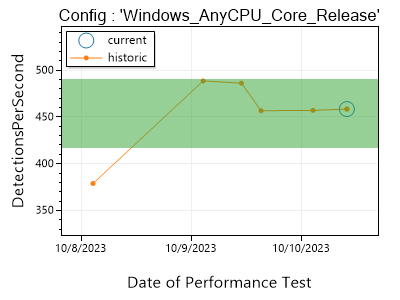 Config : 'Windows_AnyCPU_Core_Release'
current
historic
500
450
400
350
DetectionsPerSecond
10/8/2023
10/9/2023
10/10/2023
Date of Performance Test